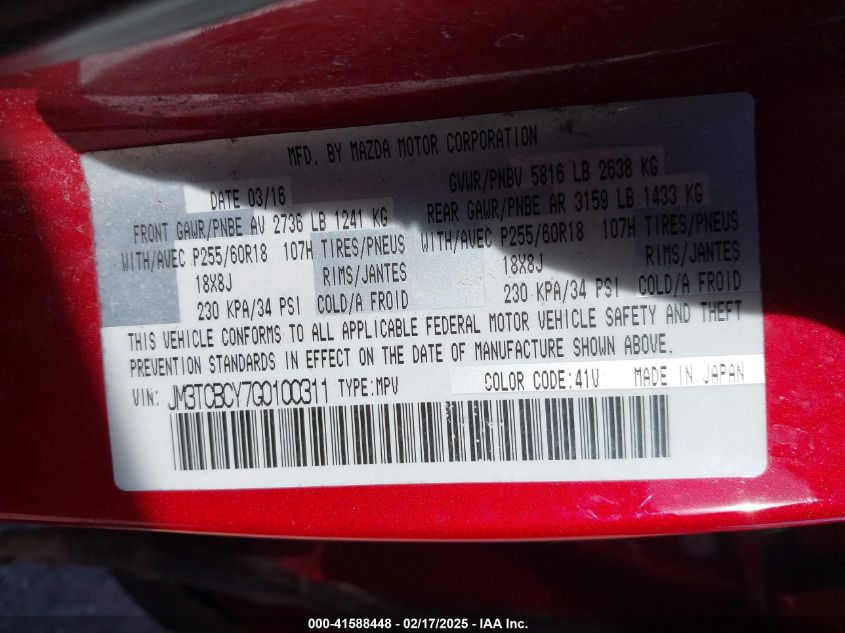 MFD. BY MAZDA MOTOR CORPORATION
DATE 03/16 GVWR/PNBV 5816 LB 2638 KG
FRONT GAWR/PNBE AV 2736 LB 1241 KG REAR GAWR/PNBE AR 3159 LB 1433 KG
WITH/AVEC P255/60R18 107H TIRES/PNEUS WITH/AVEC P255/60R18 107H TIRES/PNEUS
18X8J RIMS/JANTES 18X8J RIMS/JANTES
230 KPA/34 PSI COLD/A FROID 230 KPA/34 PSI COLD/A FROID
THIS VEHICLE CONFORMS TO ALL APPLICABLE FEDERAL MOTOR VEHICLE SAFETY AND THEFT
PREVENTION STANDARDS IN EFFECT ON THE DATE OF MANUFACTURE SHOWN ABOVE.
VIN: JM3TCBCY7G0100311 TYPE:MPV COLOR CODE:41V MADE IN JAPAN
000-41588448 - 02/17/2025 - IAA Inc.